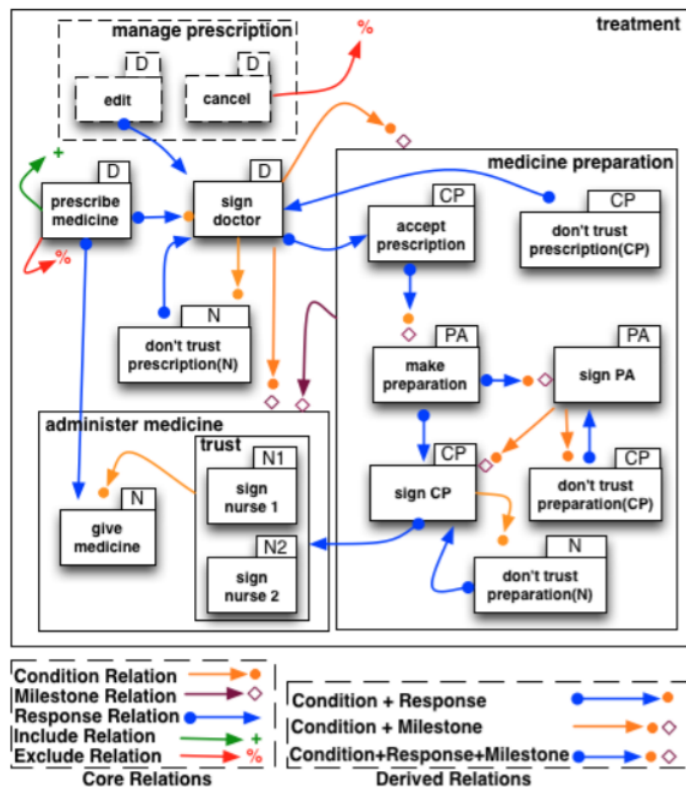 treatment
manage prescription
%
D
edit
D
cancel
+
D
prescribe
medicine
%
D
sign
doctor
N
don't trust
prescription(N)
medicine preparation
CP
accept
prescription
CP
don't trust
prescription(CP)
PA
make
preparation
PA
sign PA
CP
sign CP
CP
don't trust
preparation(CP)
N
don't trust
preparation(N)
administer medicine
trust
N1
sign
nurse 1
N
give
medicine
N2
sign
nurse 2
Condition Relation
Milestone Relation
Response Relation
Include Relation +
Exclude Relation %
Core Relations
Condition + Response
Condition + Milestone
Condition+Response+Milestone
Derived Relations